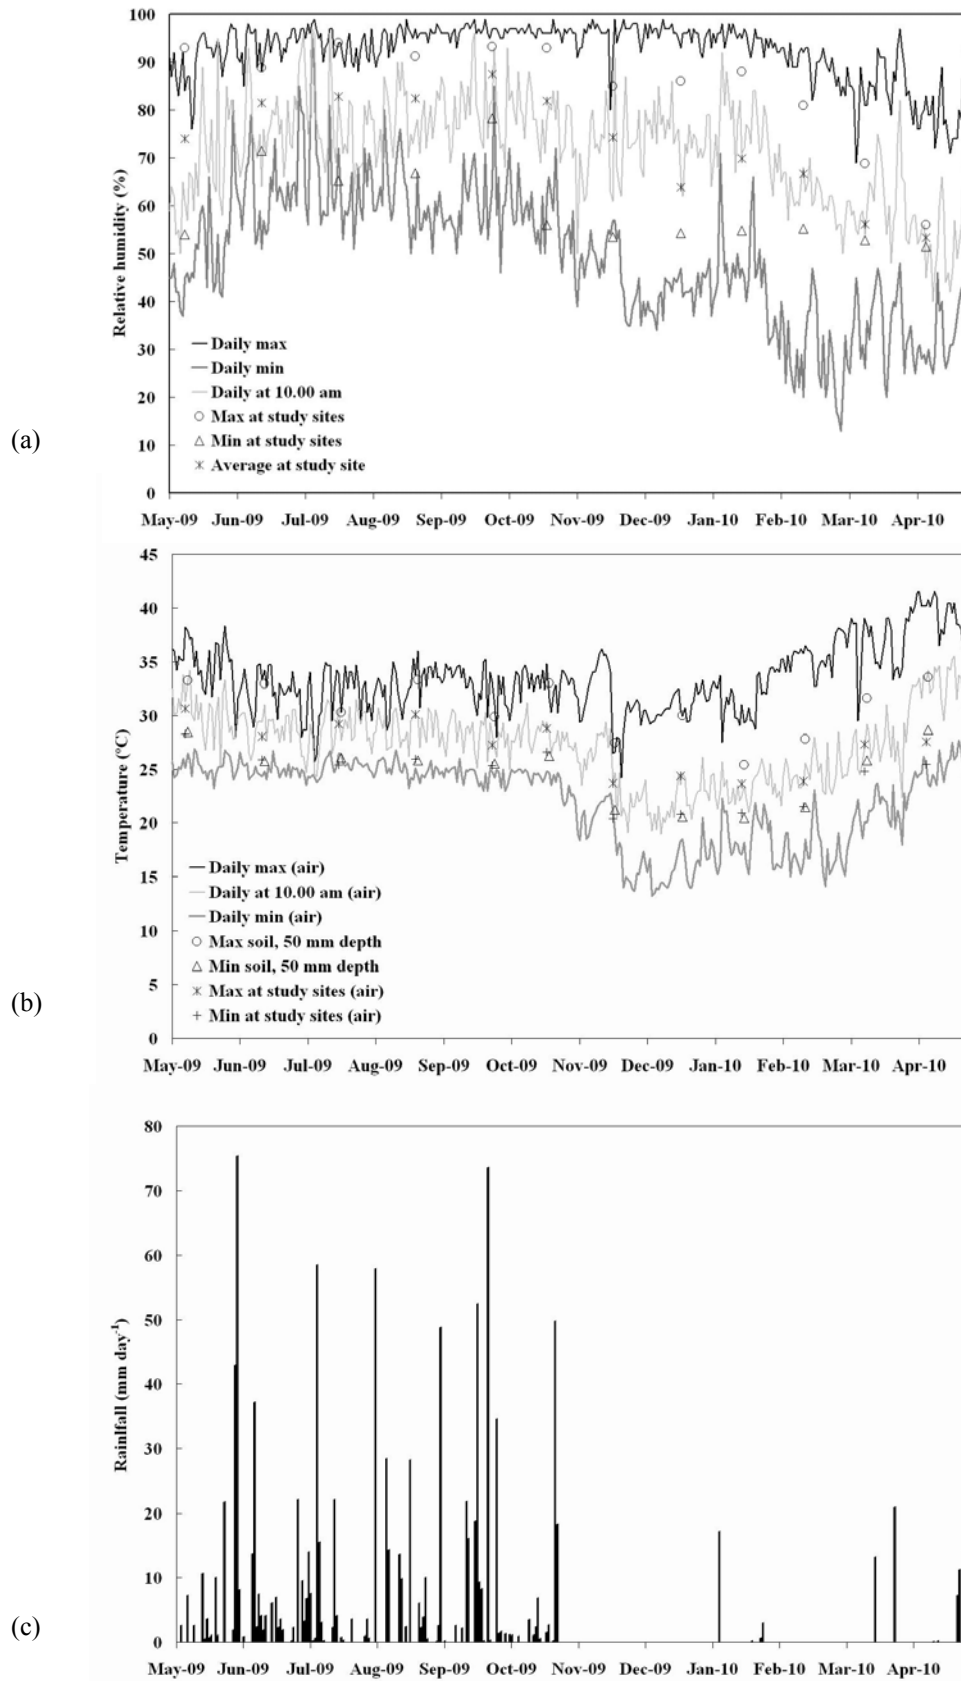 (a)
Relative humidity (%)
100
90
80
70
60
50
40
30
20
10
0
Daily max
Daily min
Daily at 10.00 am
Max at study sites
Min at study sites
Average at study site
May-09 Jun-09 Jul-09 Aug-09 Sep-09 Oct-09 Nov-09 Dec-09 Jan-10 Feb-10 Mar-10 Apr-10
(b)
Temperature (°C)
45
40
35
30
25
20
15
10
5
0
Daily max (air)
Daily at 10.00 am (air)
Daily min (air)
Max soil, 50 mm depth
Min soil, 50 mm depth
Max at study sites (air)
Min at study sites (air)
May-09 Jun-09 Jul-09 Aug-09 Sep-09 Oct-09 Nov-09 Dec-09 Jan-10 Feb-10 Mar-10 Apr-10
(c)
Rainlfall (mm day⁻¹)
80
70
60
50
40
30
20
10
0
May-09 Jun-09 Jul-09 Aug-09 Sep-09 Oct-09 Nov-09 Dec-09 Jan-10 Feb-10 Mar-10 Apr-10